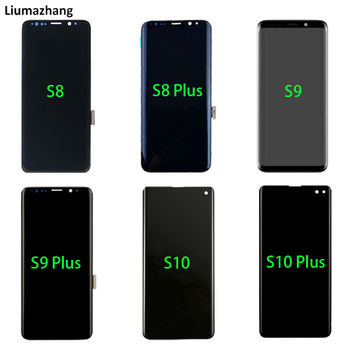 Liumazhang
S8
S8 Plus
S9
S9 Plus
S10
S10 Plus